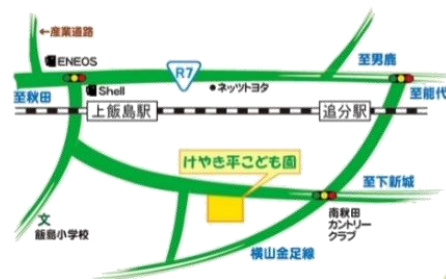 ←産業道路
ENEOS
R7
至男鹿
Shell
ネッツトヨタ
至秋田
至能代
上飯島駅
追分駅
けやき平こども園
至下新城
文
飯島小学校
南秋田
カントリー
クラブ
横山金足線